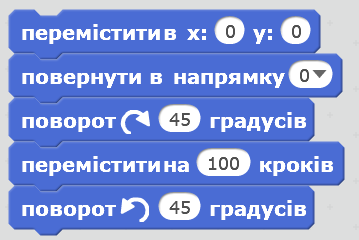 перемістити в x: 0 y: 0
повернути в напрямку 0
поворот 45 градусів
перемістити на 100 кроків
поворот 45 градусів